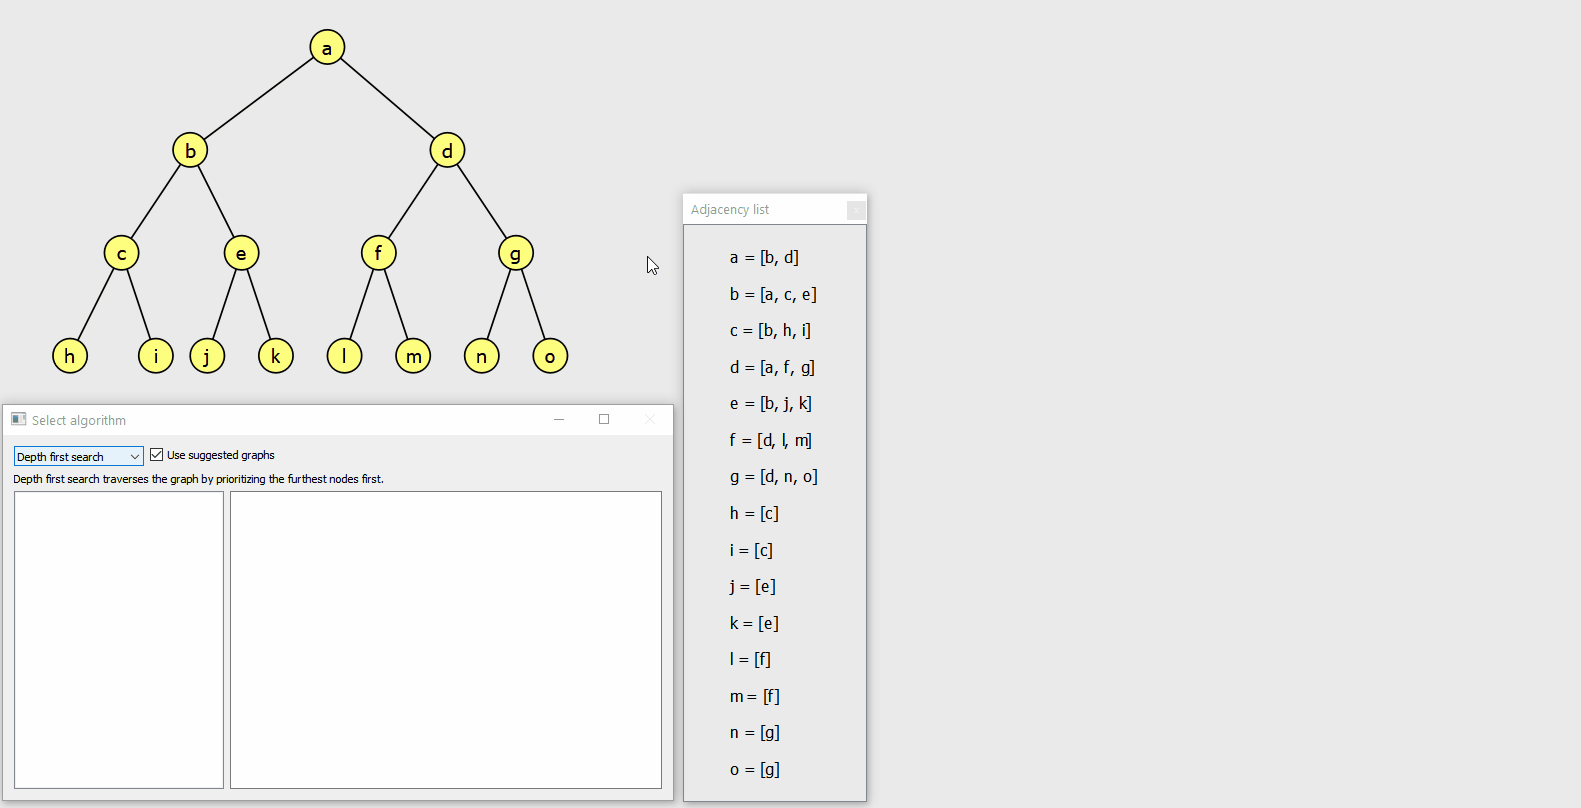 a
b d
c e f g
h i j k l m n o
Select algorithm
Depth first search Use suggested graphs
Depth first search traverses the graph by prioritizing the furthest nodes first.
Adjacency list
a = [b, d]
b = [a, c, e]
c = [b, h, i]
d = [a, f, g]
e = [b, j, k]
f = [d, l, m]
g = [d, n, o]
h = [c]
i = [c]
j = [e]
k = [e]
l = [f]
m = [f]
n = [g]
o = [g]